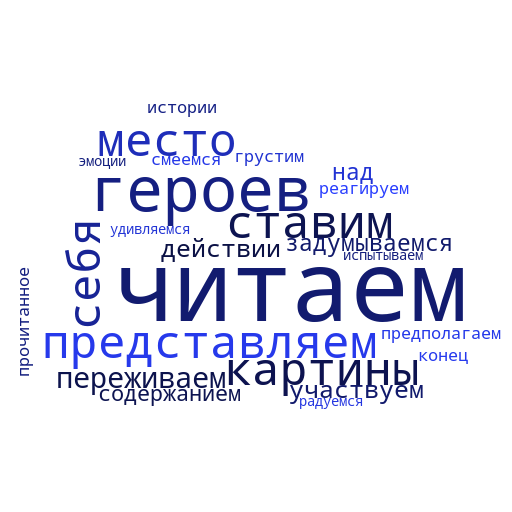 истории
место
эмоции
смеемся
грустим
над
героев
реагируем
себя
удивляемся
ставим
действии
задумываемся
испытываем
читаем
прочитанное
представляем
предполагаем
конец
переживаем
картины
содержанием
участвуем
радуемся